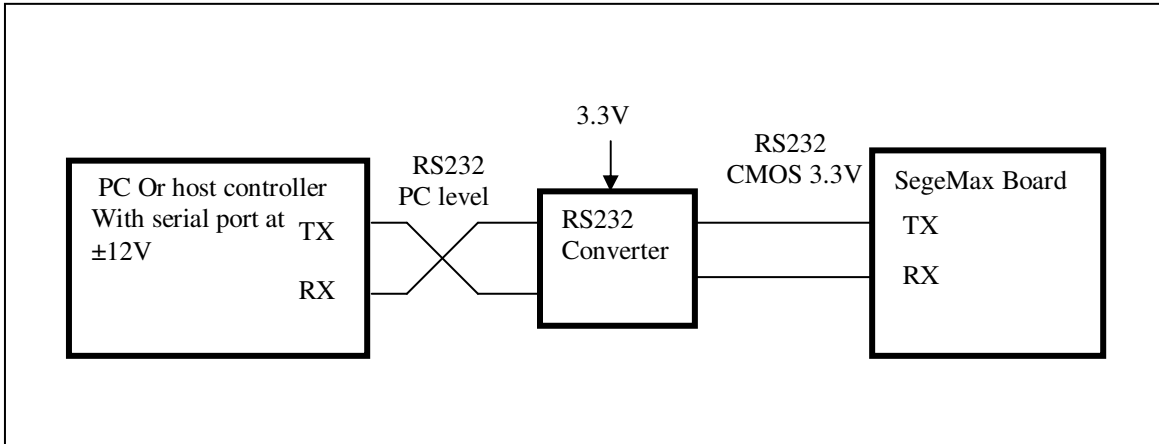 3.3V
RS232
PC level
RS232
CMOS 3.3V
PC Or host controller
With serial port at
±12V
TX
RX
RS232
Converter
SegeMax Board
TX
RX